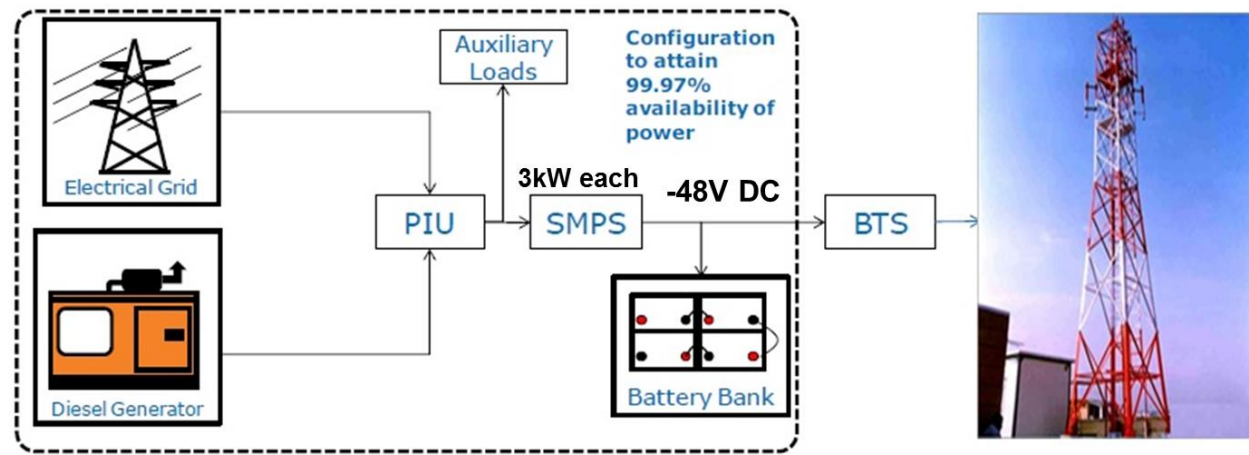 Electrical Grid
Diesel Generator
PIU
Auxiliary
Loads
3kW each
SMPS
-48V DC
Battery Bank
Configuration
to attain
99.97%
availability of
power
BTS